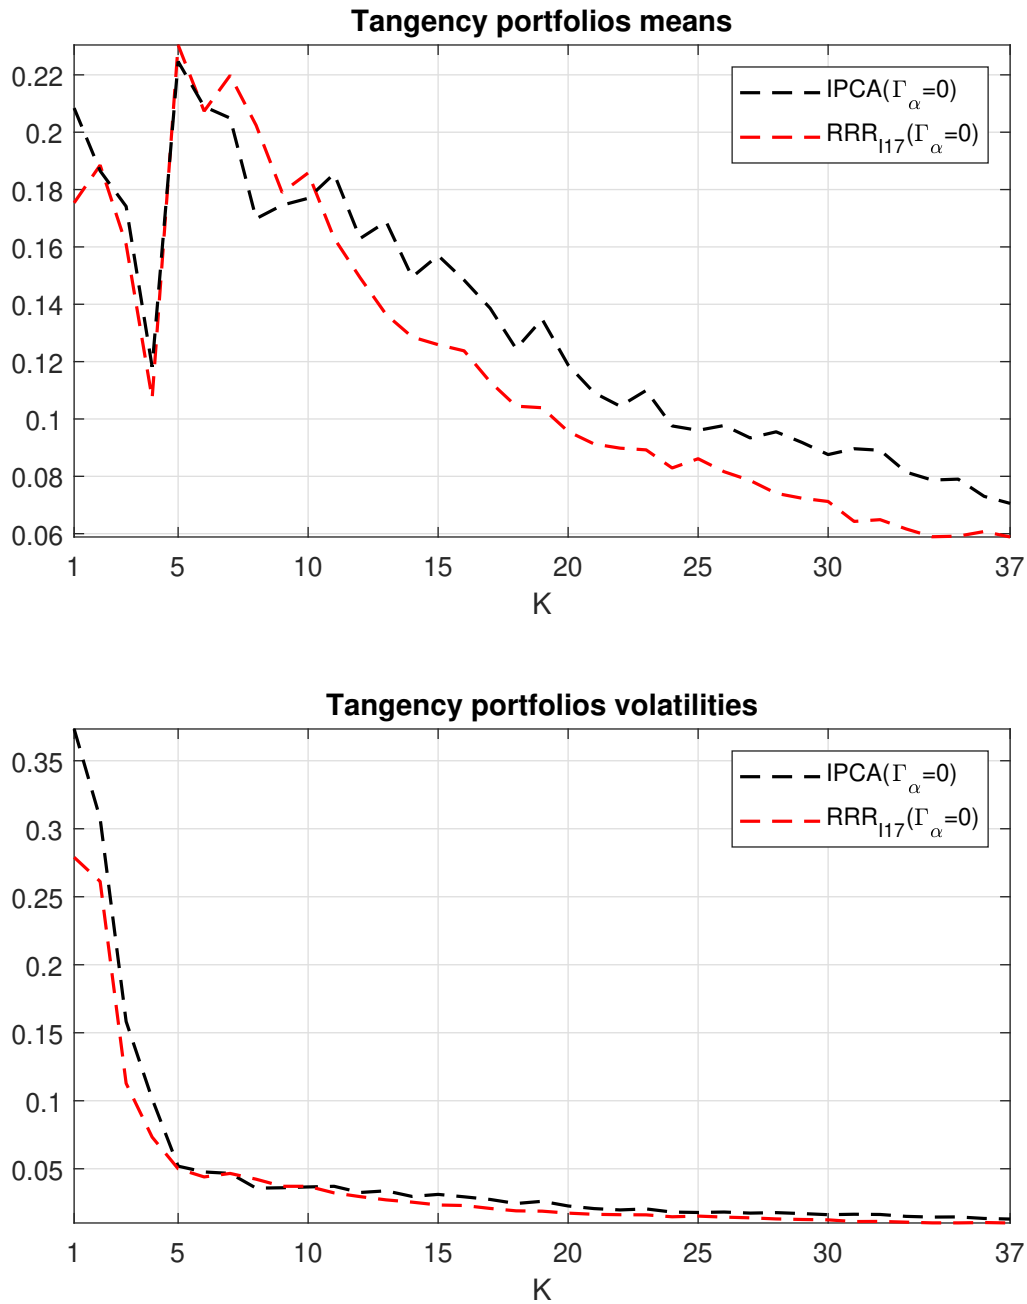 Tangency portfolios means
0.22
0.2
0.18
0.16
0.14
0.12
0.1
0.08
0.06
IPCA(Γα=0)
RRRI17(Γα=0)
1 5 10 15 20 25 30 37
K
Tangency portfolios volatilities
0.35
0.3
0.25
0.2
0.15
0.1
0.05
IPCA(Γα=0)
RRRI17(Γα=0)
1 5 10 15 20 25 30 37
K